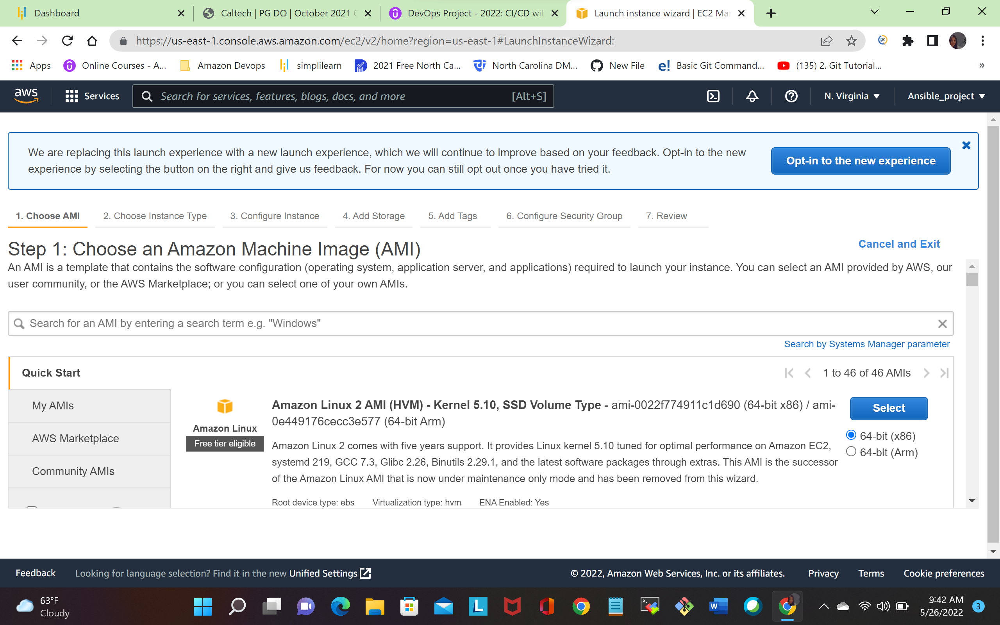 Dashboard
Caltech | PG DO | October 2021
DevOps Project - 2022: CI/CD wit
Launch instance wizard | EC2 Mar
https://us-east-1.console.aws.amazon.com/ec2/v2/home?region=us-east-1#LaunchInstanceWizard:
Apps
Online Courses - A...
Amazon Devops
simplilearn
2021 Free North Ca...
North Carolina DM...
New File
Basic Git Command...
(135) 2. Git Tutorial...
»
aws
Services
Search for services, features, blogs, docs, and more
[Alt+S]
N. Virginia
Ansible_project
We are replacing this launch experience with a new launch experience, which we will continue to improve based on your feedback. Opt-in to the new
experience by selecting the button on the right and give us feedback. For now you can still opt out once you have tried it.
Opt-in to the new experience
1. Choose AMI
2. Choose Instance Type
3. Configure Instance
4. Add Storage
5. Add Tags
6. Configure Security Group
7. Review
Step 1: Choose an Amazon Machine Image (AMI)
Cancel and Exit
An AMI is a template that contains the software configuration (operating system, application server, and applications) required to launch your instance. You can select an AMI provided by AWS, our
user community, or the AWS Marketplace; or you can select one of your own AMIs.
Search for an AMI by entering a search term e.g. "Windows"
Search by Systems Manager parameter
Quick Start
1 to 46 of 46 AMIs
My AMIs
AWS Marketplace
Community AMIs
Amazon Linux
Free tier eligible
Amazon Linux 2 AMI (HVM) - Kernel 5.10, SSD Volume Type - ami-0022f774911c1d690 (64-bit x86) / ami-
0e449176cecc3e577 (64-bit Arm)
Amazon Linux 2 comes with five years support. It provides Linux kernel 5.10 tuned for optimal performance on Amazon EC2,
systemd 219, GCC 7.3, Glibc 2.26, Binutils 2.29.1, and the latest software packages through extras. This AMI is the successor
of the Amazon Linux AMI that is now under maintenance only mode and has been removed from this wizard.
Root device type: ebs
Virtualization type: hvm
ENA Enabled: Yes
Select
64-bit (x86)
64-bit (Arm)
Feedback
Looking for language selection? Find it in the new Unified Settings
© 2022, Amazon Web Services, Inc. or its affiliates.
Privacy
Terms
Cookie preferences
63°F
Cloudy
9:42 AM
5/26/2022
3